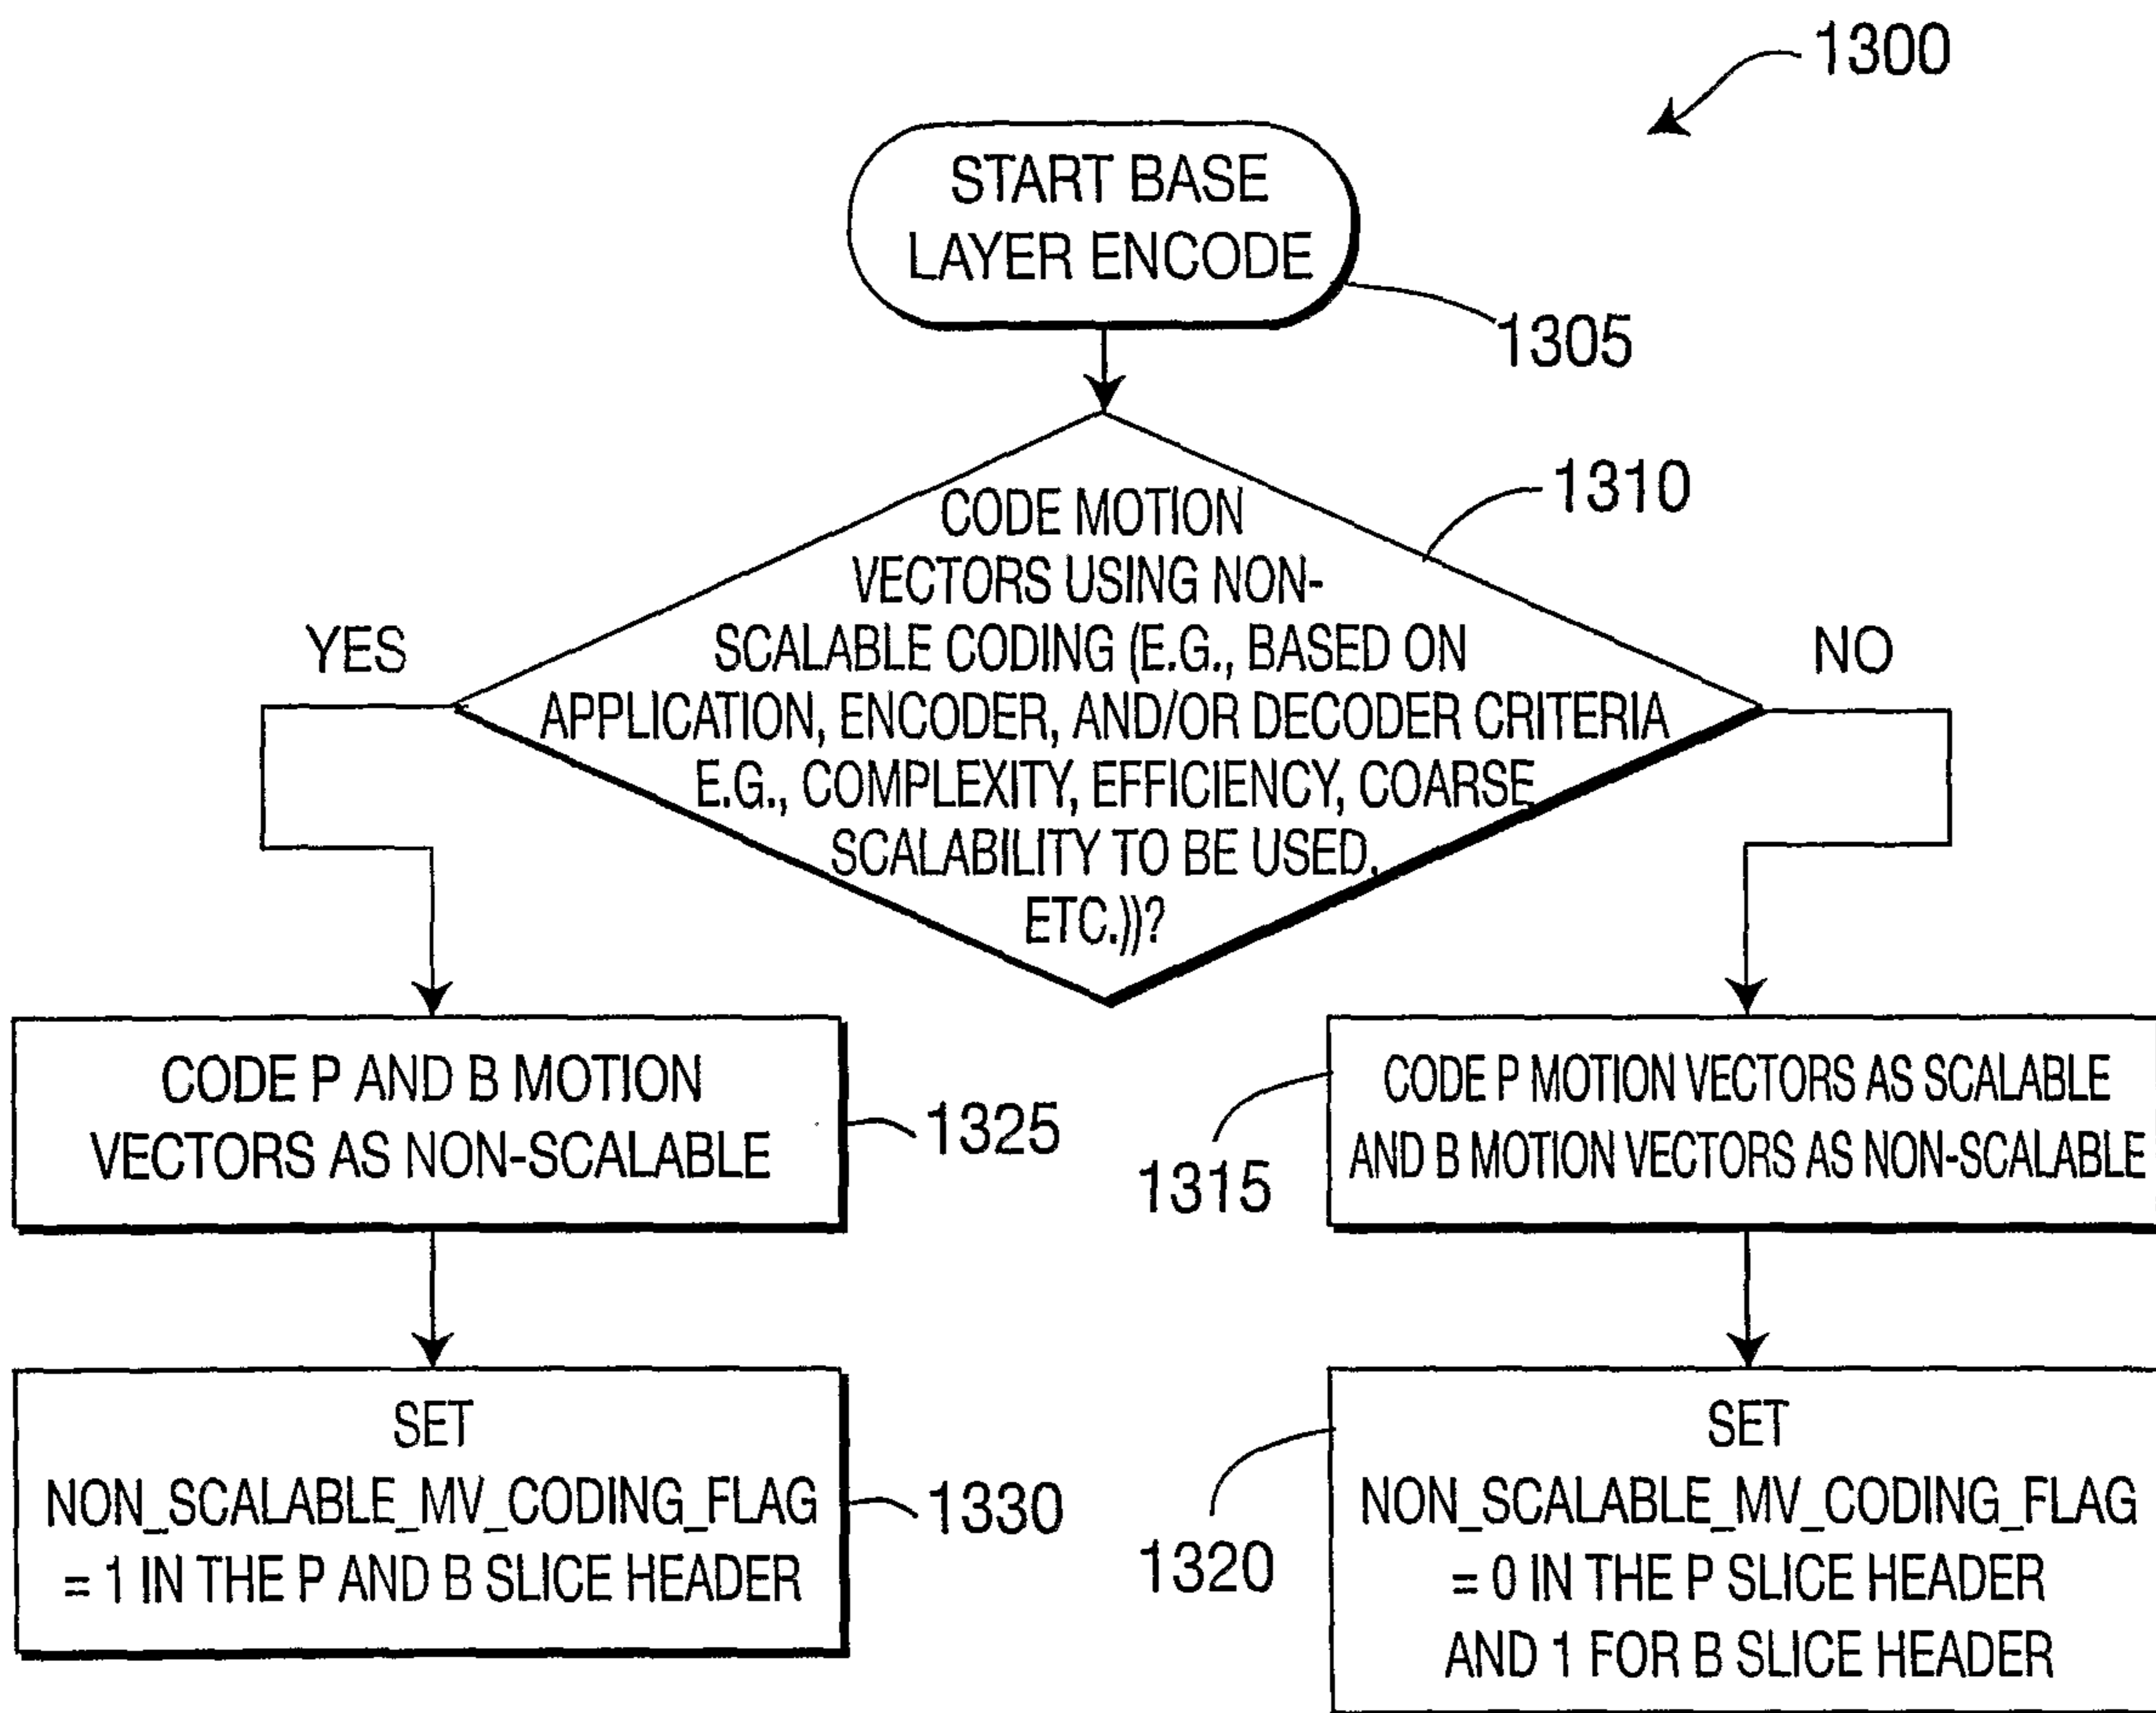 1300
START BASE
LAYER ENCODE
1305
CODE MOTION
VECTORS USING NON-
SCALABLE CODING (E.G., BASED ON
APPLICATION, ENCODER, AND/OR DECODER CRITERIA
E.G., COMPLEXITY, EFFICIENCY, COARSE
SCALABILITY TO BE USED,
ETC.))?
1310
YES
NO
CODE P AND B MOTION
VECTORS AS NON-SCALABLE
1325
CODE P MOTION VECTORS AS SCALABLE
AND B MOTION VECTORS AS NON-SCALABLE
1315
SET
NON_SCALABLE_MV_CODING_FLAG
= 1 IN THE P AND B SLICE HEADER
1330
SET
NON_SCALABLE_MV_CODING_FLAG
= 0 IN THE P SLICE HEADER
AND 1 FOR B SLICE HEADER
1320